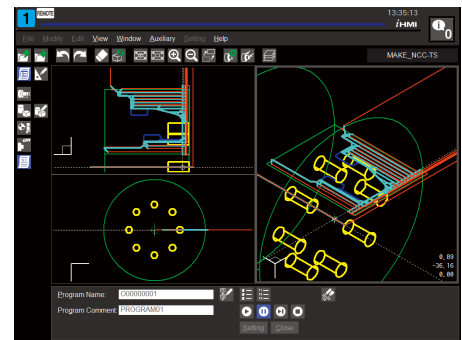 1 REMOTE
13:35:13
iHMI
0
File Modify Edit View Window Auxiliary Setting Help
MAKE_NCC-TS
0, 89
-36, 16
0, 00
Program Name: O00000001
Program Comment: PROGRAM01
Setting Close